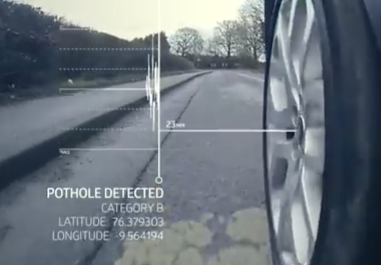 23mm
POTHOLE DETECTED
CATEGORY B
LATITUDE 76.379303
LONGITUDE -9.564194